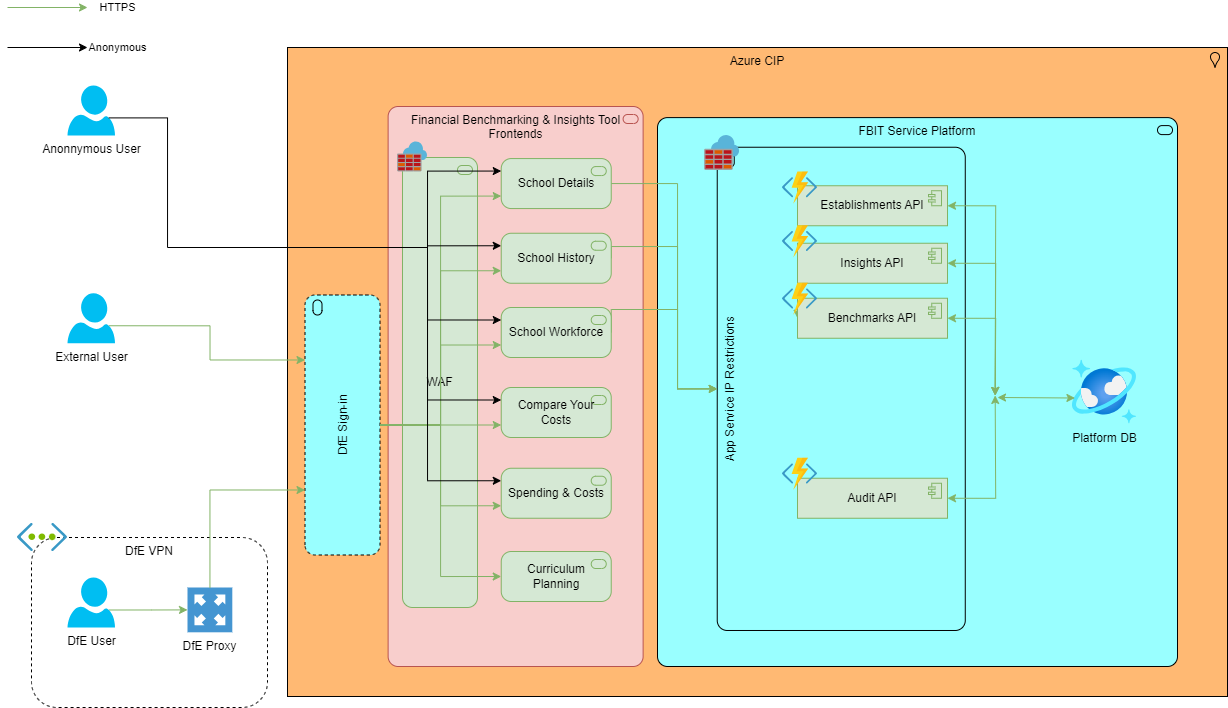 HTTPS
Anonymous
Azure CIP
Anonnymous User
Financial Benchmarking & Insights Tool
Frontends
FBIT Service Platform
School Details
School History
School Workforce
Compare Your
Costs
Spending & Costs
Curriculum
Planning
WAF
External User
DfE Sign-in
DfE VPN
DfE User
DfE Proxy
App Service IP Restrictions
Establishments API
Insights API
Benchmarks API
Audit API
Platform DB